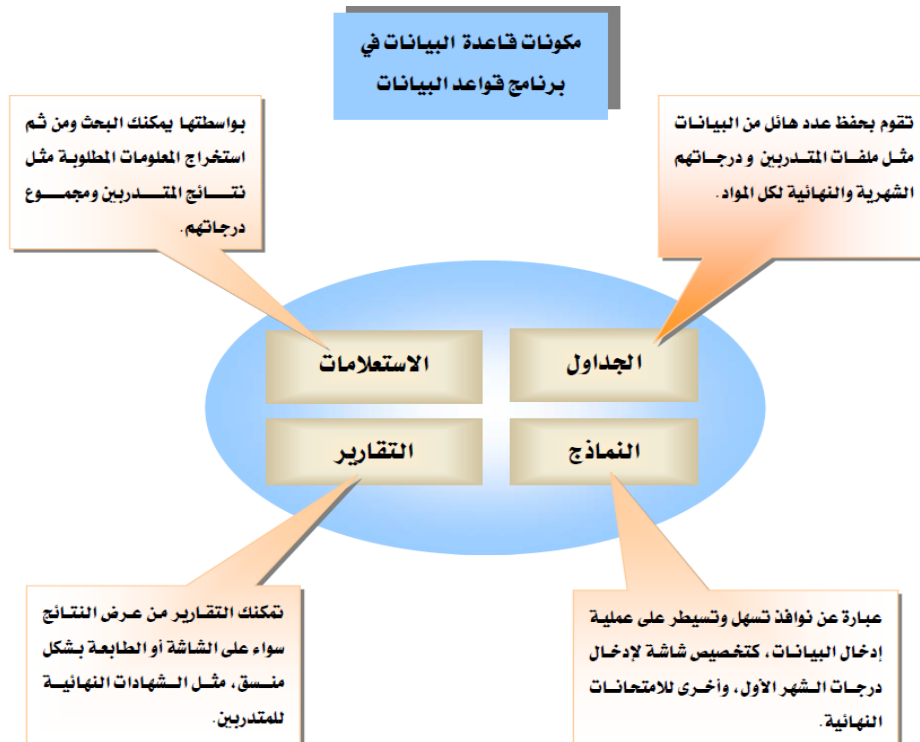 مكونات قاعدة البيانات في
برنامج قواعد البيانات
تقوم بحفظ عدد هائل من البيانات
مثل ملفات المتدربين و درجاتهم
الشهرية والنهائية لكل المواد.
بواسطتها يمكنك البحث ومن ثم
استخراج المعلومات المطلوبة مثل
نتائج المتدربين ومجموع
درجاتهم.
الجداول
الاستعلامات
النماذج
التقارير
عبارة عن نوافذ تسهل وتسيطر على عملية
إدخال البيانات، كتخصيص شاشة لإدخال
درجات الشهر الأول، وأخرى للامتحانات
النهائية.
تمكنك التقارير من عرض النتائج
سواء على الشاشة أو الطابعة بشكل
منسق، مثل الشهادات النهائية
للمتدربين.